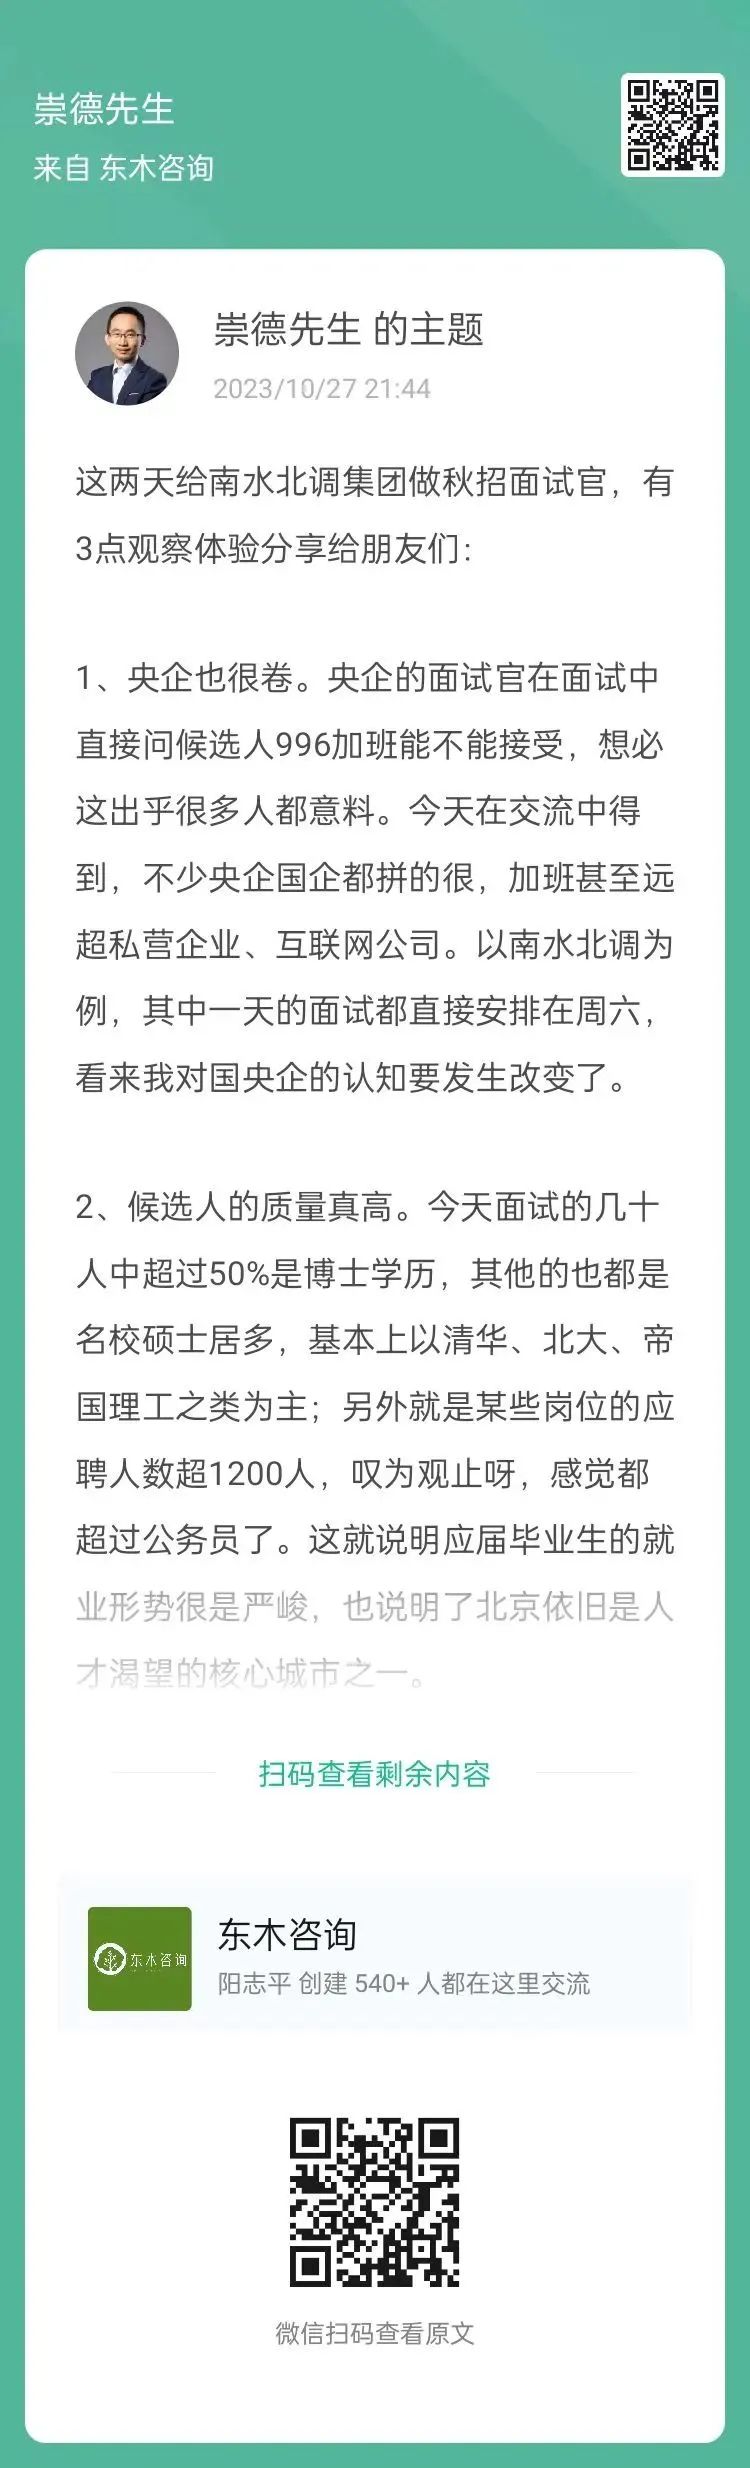 崇德先生
来自 东木咨询
崇德先生 的主题
2023/10/27 21:44
这两天给南水北调集团做秋招面试官，有
3点观察体验分享给朋友们：
1、央企也很卷。央企的面试官在面试中
直接问候选人996加班能不能接受，想必
这出乎很多人都意料。今天在交流中得
到，不少央企国企都拼的很，加班甚至远
超私营企业、互联网公司。以南水北调为
例，其中一天的面试都直接安排在周六，
看来我对国央企的认知要发生改变了。
2、候选人的质量真高。今天面试的几十
人中超过50%是博士学历，其他的也都是
名校硕士居多，基本上以清华、北大、帝
国理工之类为主；另外就是某些岗位的应
聘人数超1200人，叹为观止呀，感觉都
超过公务员了。这就说明应届毕业生的就
业形势很是严峻，也说明了北京依旧是人
才渴望的核心城市之一。
扫码查看剩余内容
东木咨询
东木咨询
阳志平 创建 540+ 人都在这里交流
微信扫码查看原文